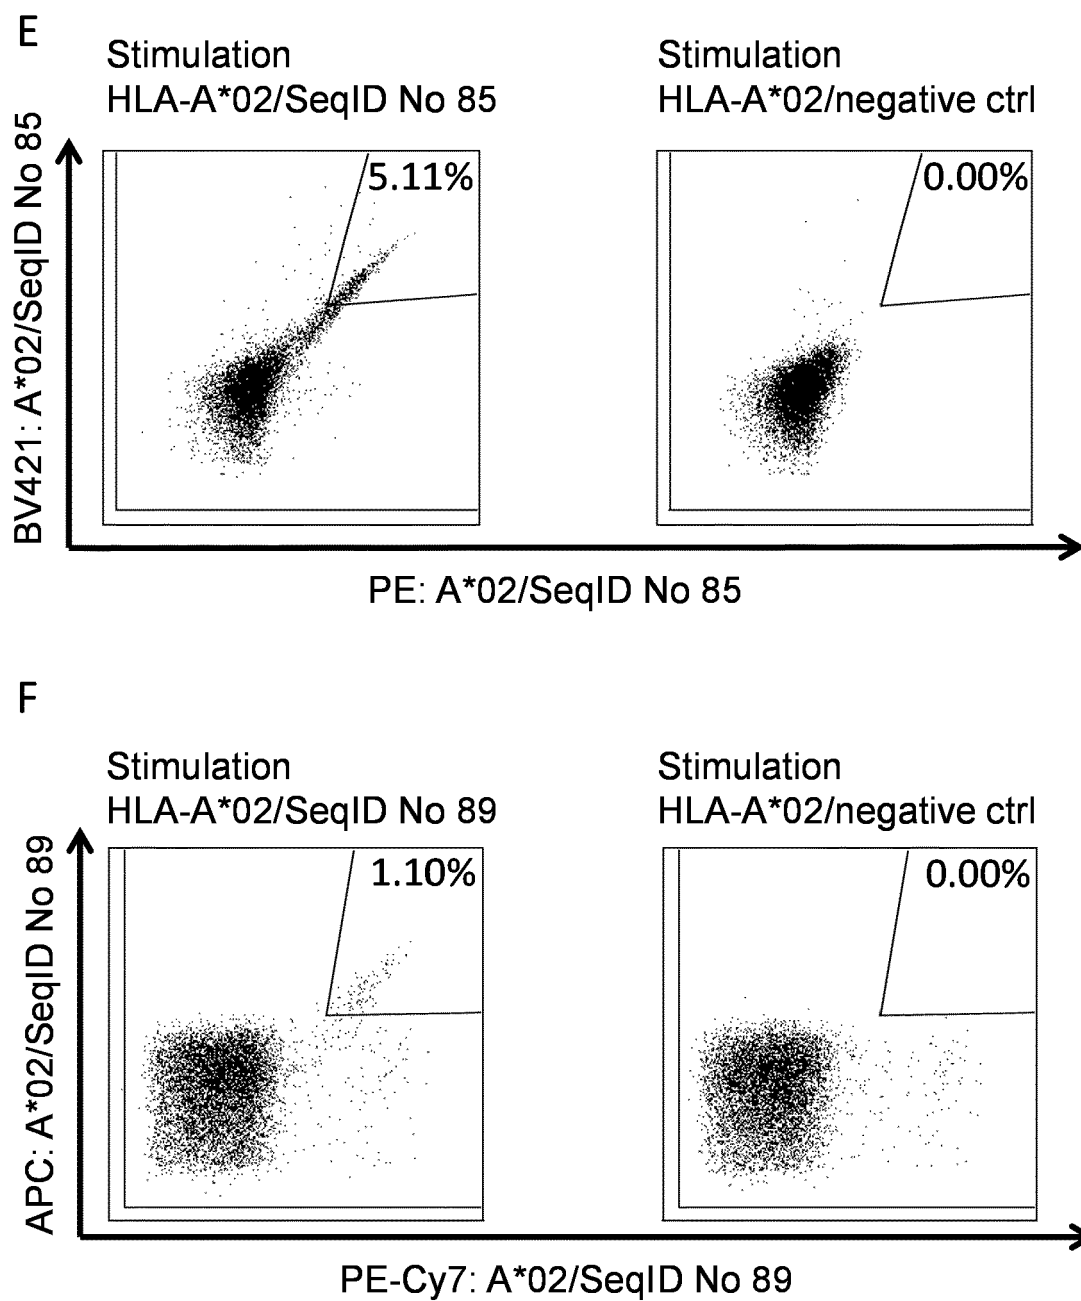 E
Stimulation
HLA-A*02/SeqID No 85
Stimulation
HLA-A*02/negative ctrl
BV421: A*02/SeqID No 85
5.11%
0.00%
PE: A*02/SeqID No 85
F
Stimulation
HLA-A*02/SeqID No 89
Stimulation
HLA-A*02/negative ctrl
APC: A*02/SeqID No 89
1.10%
0.00%
PE-Cy7: A*02/SeqID No 89